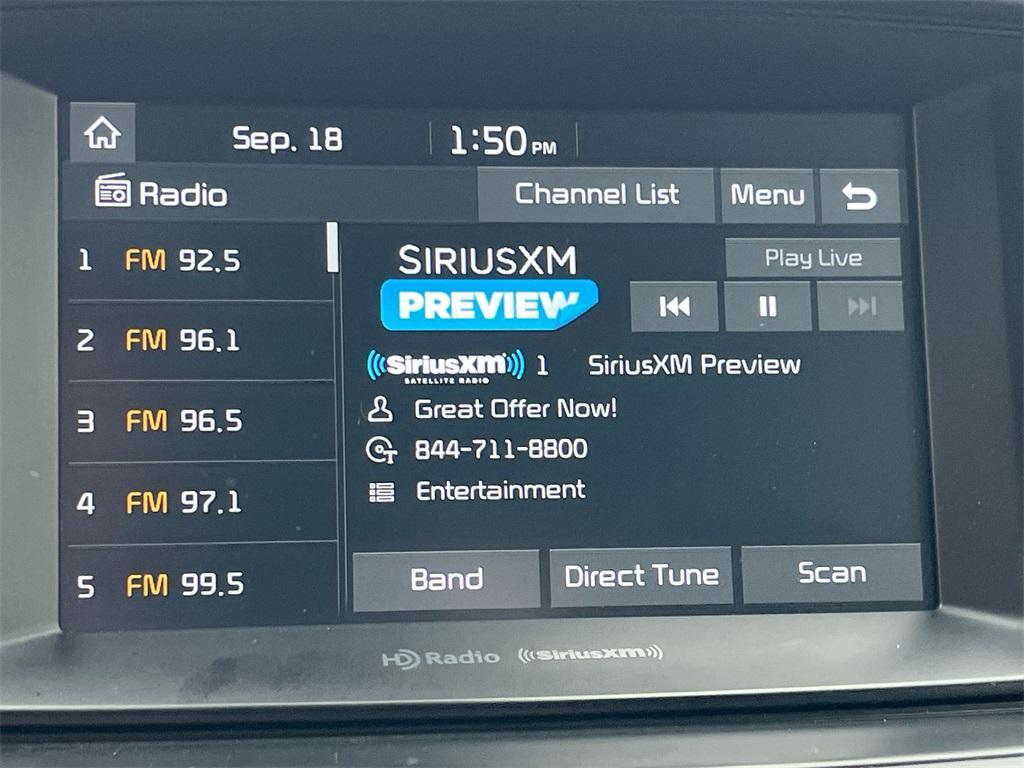 Sep. 18 1:50 PM
Radio Channel List Menu
1 FM 92.5
2 FM 96.1
3 FM 96.5
4 FM 97.1
5 FM 99.5
SIRIUSXM
PREVIEW
Play Live
((SiriusXM)) 1 SiriusXM Preview
SATELLITE RADIO
Great Offer Now!
844-711-8800
Entertainment
Band Direct Tune Scan
HD Radio ((SiriusXM))